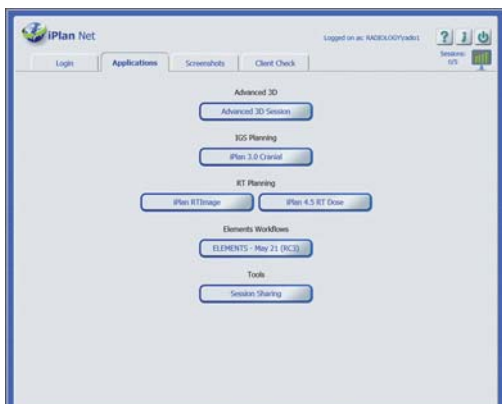 iPlan Net
Logged on as: RADIOLOGY\rado1
?
Sessions:
0/5
Login Applications Screenshots Client Check
Advanced 3D
Advanced 3D Session
IGS Planning
iPlan 3.0 Cranial
RT Planning
iPlan RTImage iPlan 4.5 RT Dose
Elements Workflows
ELEMENTS - May 21 (RC3)
Tools
Session Sharing